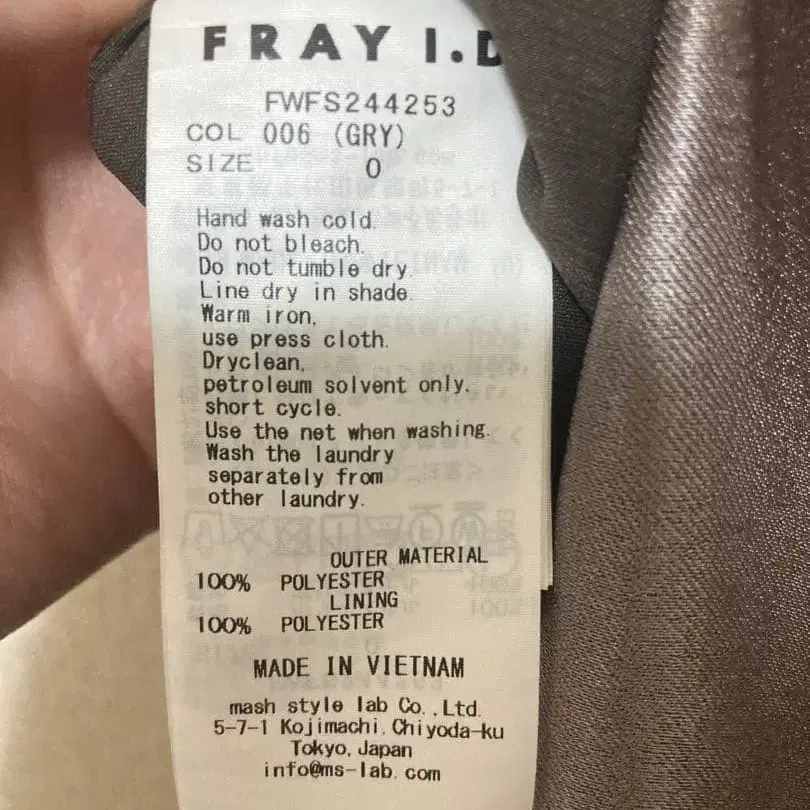 FRAY I.D
FWFS244253
COL 006 (GRY)
SIZE 0
Hand wash cold.
Do not bleach.
Do not tumble dry.
Line dry in shade.
Warm iron,
use press cloth.
Dryclean,
petroleum solvent only.
short cycle.
Use the net when washing.
Wash the laundry
separately from
other laundry.
OUTER MATERIAL
100% POLYESTER
LINING
100% POLYESTER
MADE IN VIETNAM
mash style lab Co.,Ltd.
5-7-1 Kojimachi,Chiyoda-ku
Tokyo,Japan
info@ms-lab.com